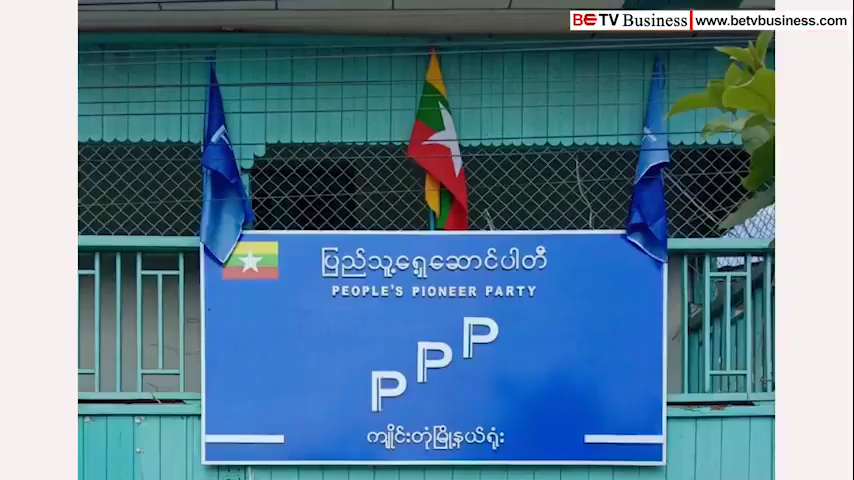 BETV Business www.betvbusiness.com
ပြည်သူ့ရှေ့ဆောင်ပါတီ
PEOPLE'S PIONEER PARTY
PPP
ကျိုင်းတုံမြို့နယ်ရုံး